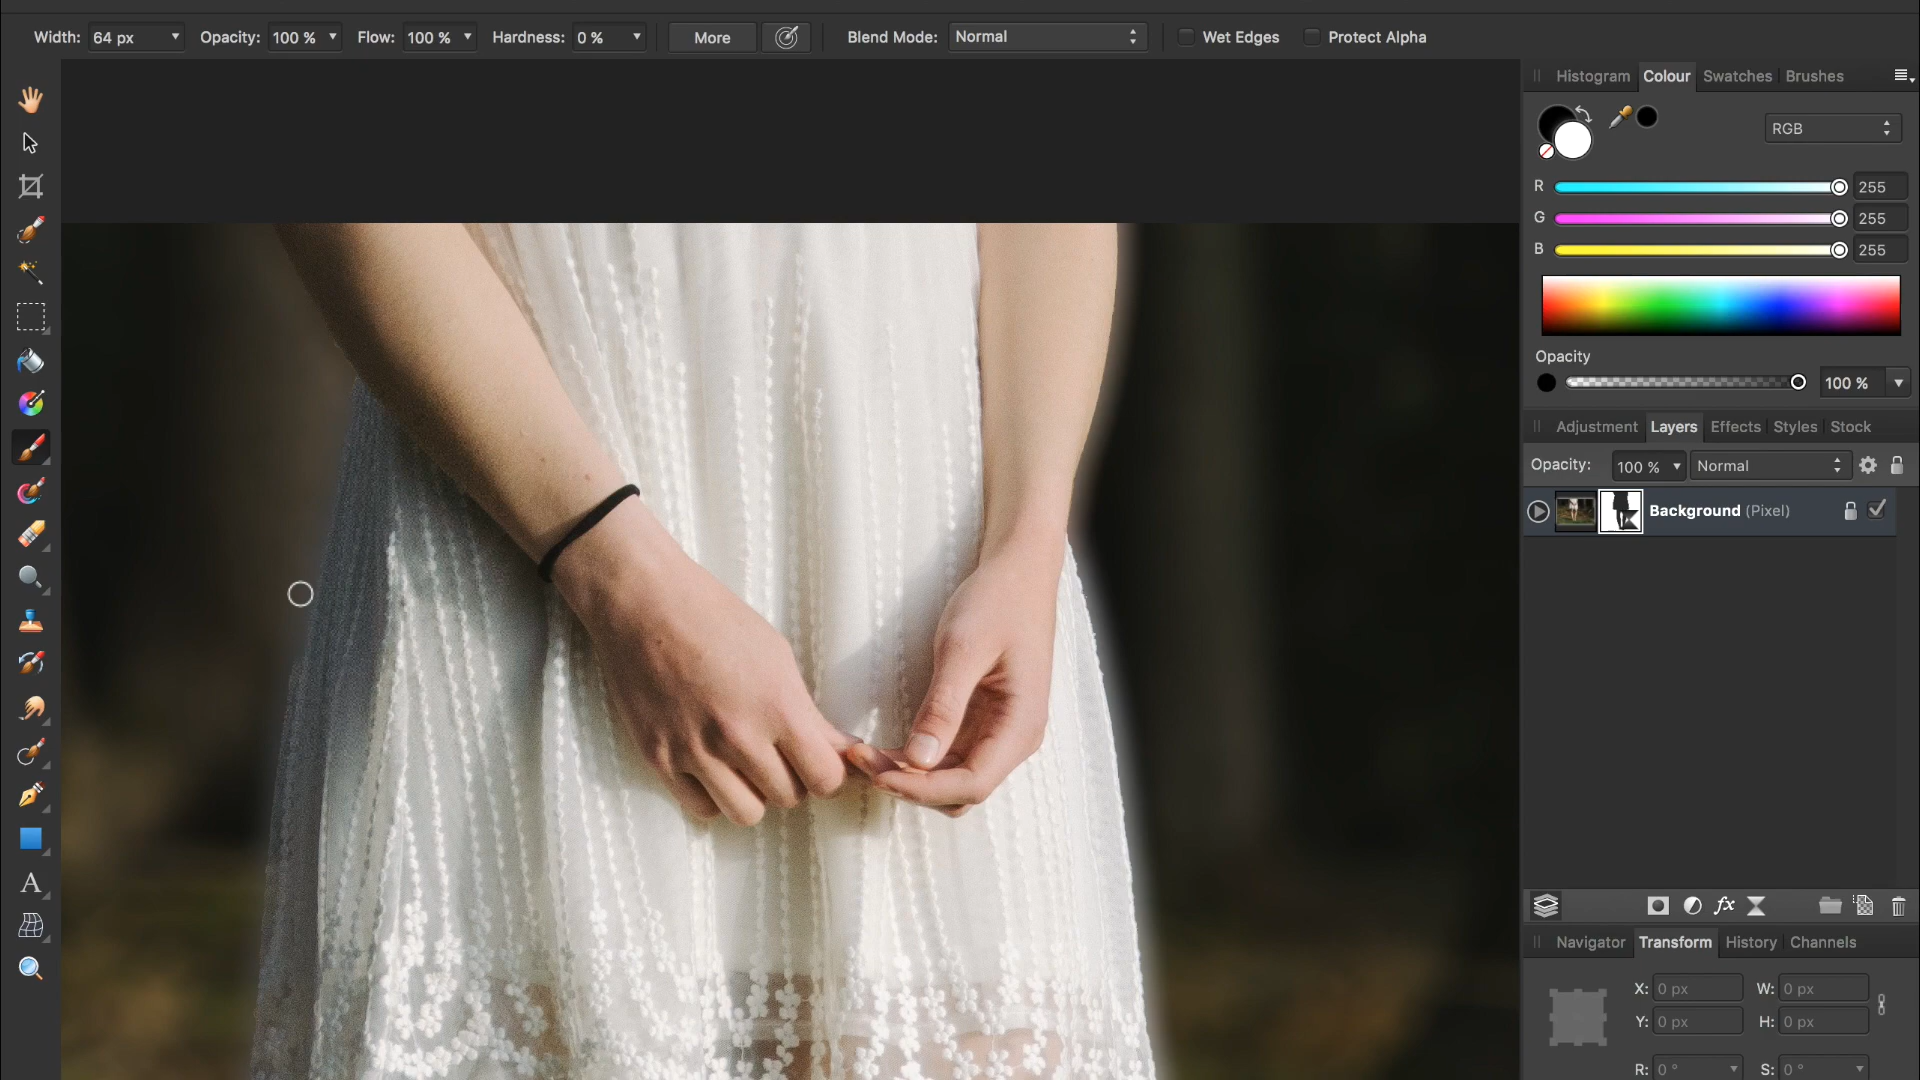 Width: 64 px Opacity: 100 % Flow: 100 % Hardness: 0 % More Blend Mode: Normal Wet Edges Protect Alpha
Histogram Colour Swatches Brushes
RGB
R 255
G 255
B 255
Opacity
100 %
Adjustment Layers Effects Styles Stock
Opacity: 100 % Normal
Background (Pixel)
fx
A
Navigator Transform History Channels
X: 0 px W: 0 px
Y: 0 px H: 0 px
R: 0 ° S: 0 °